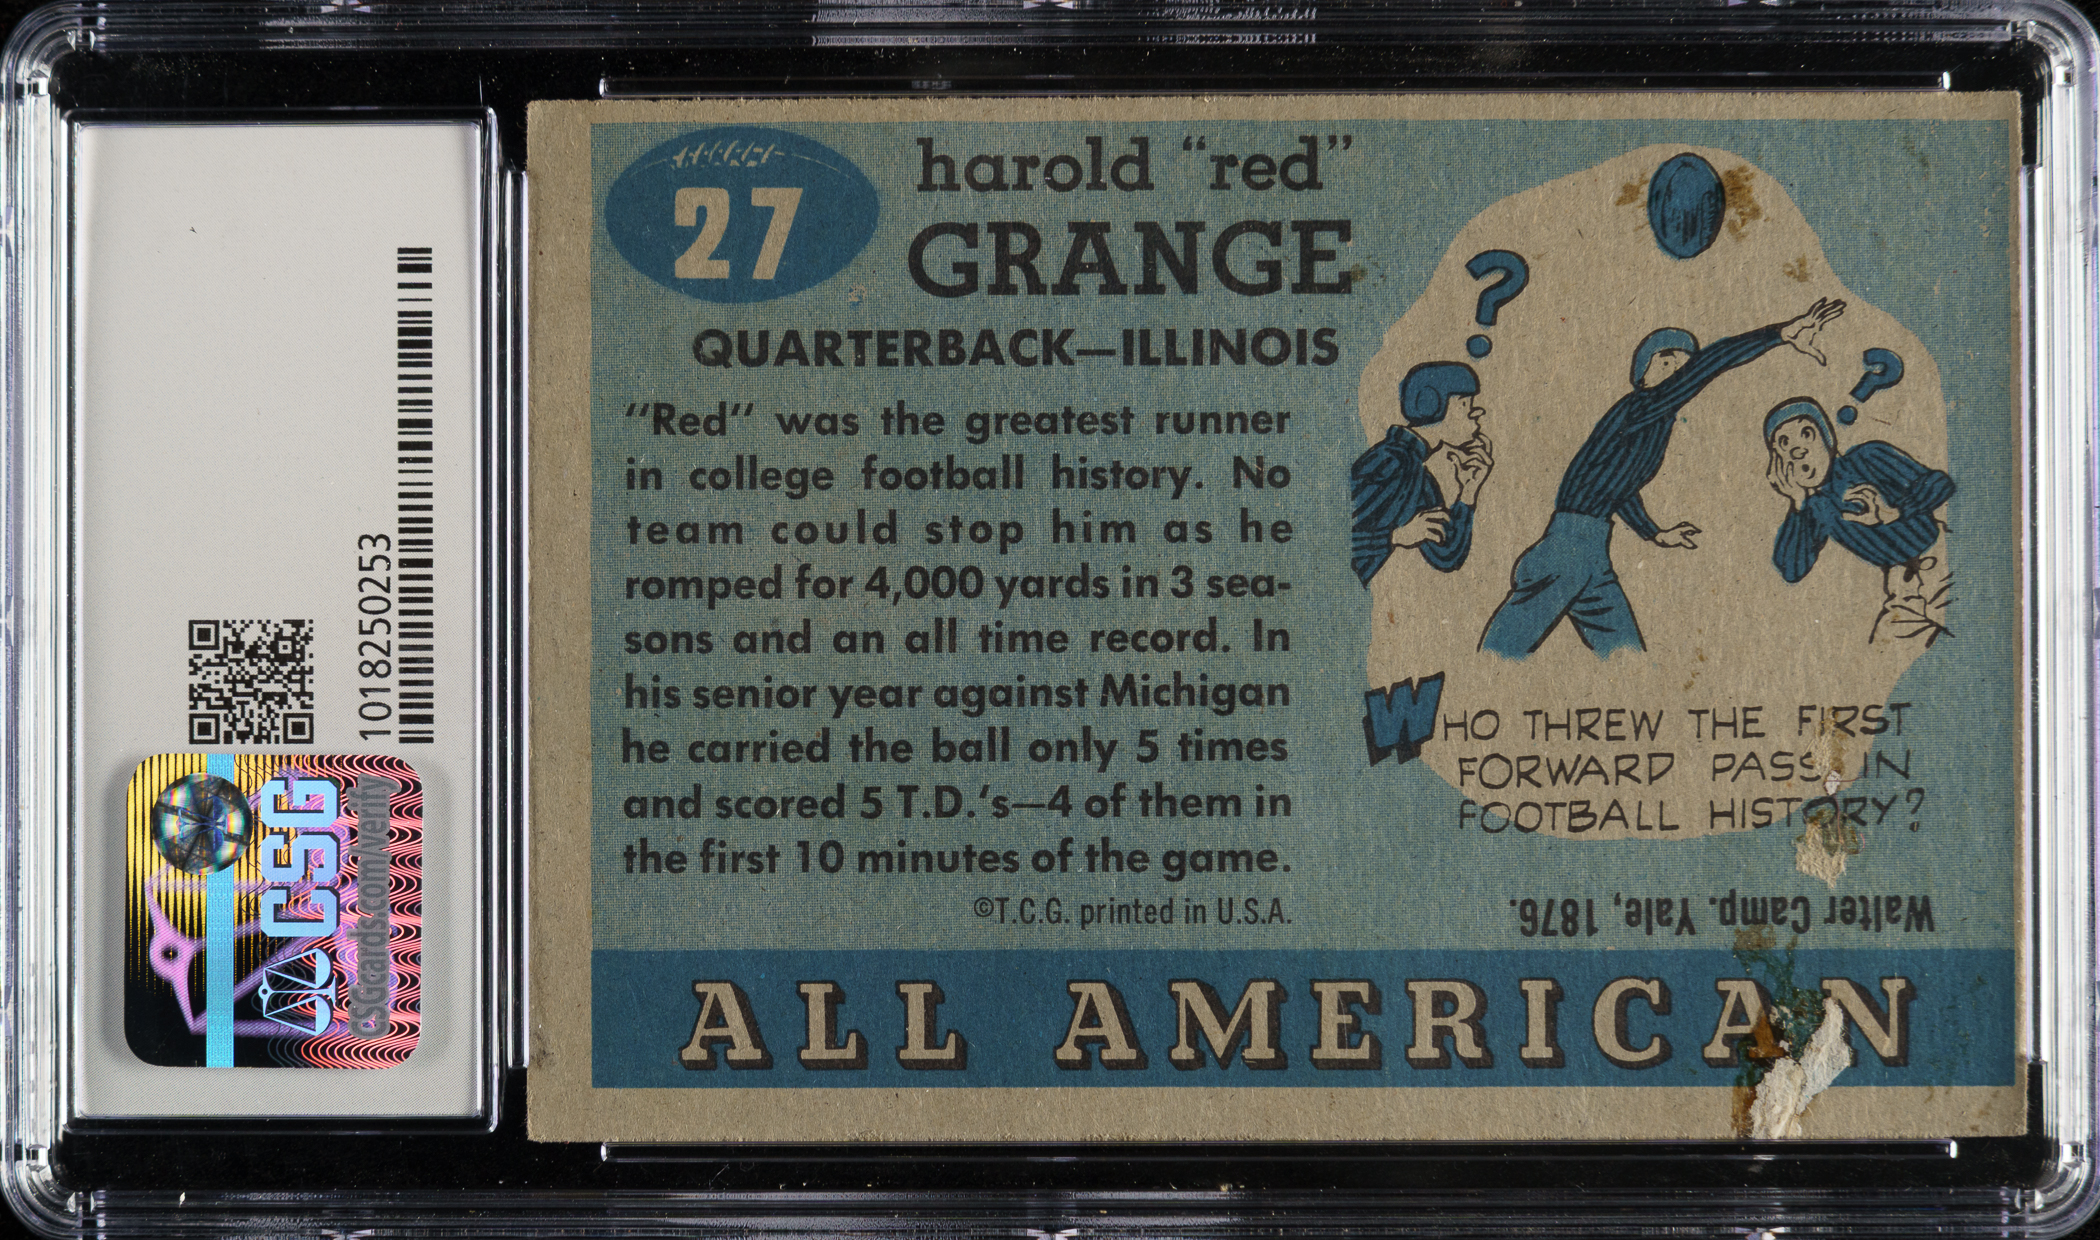 27
harold “red”
GRANGE
QUARTERBACK—ILLINOIS
"Red" was the greatest runner
in college football history. No
team could stop him as he
romped for 4,000 yards in 3 sea-
sons and an all time record. In
his senior year against Michigan
he carried the ball only 5 times
and scored 5 T.D.'s—4 of them in
the first 10 minutes of the game.
©T.C.G. printed in U.S.A.
?
?
WHO THREW THE FIRST
FORWARD PASS IN
FOOTBALL HISTORY?
Walter Camp. Yale, 1876.
ALL AMERICAN
1018250253
CSG
CSGcards.com/verify